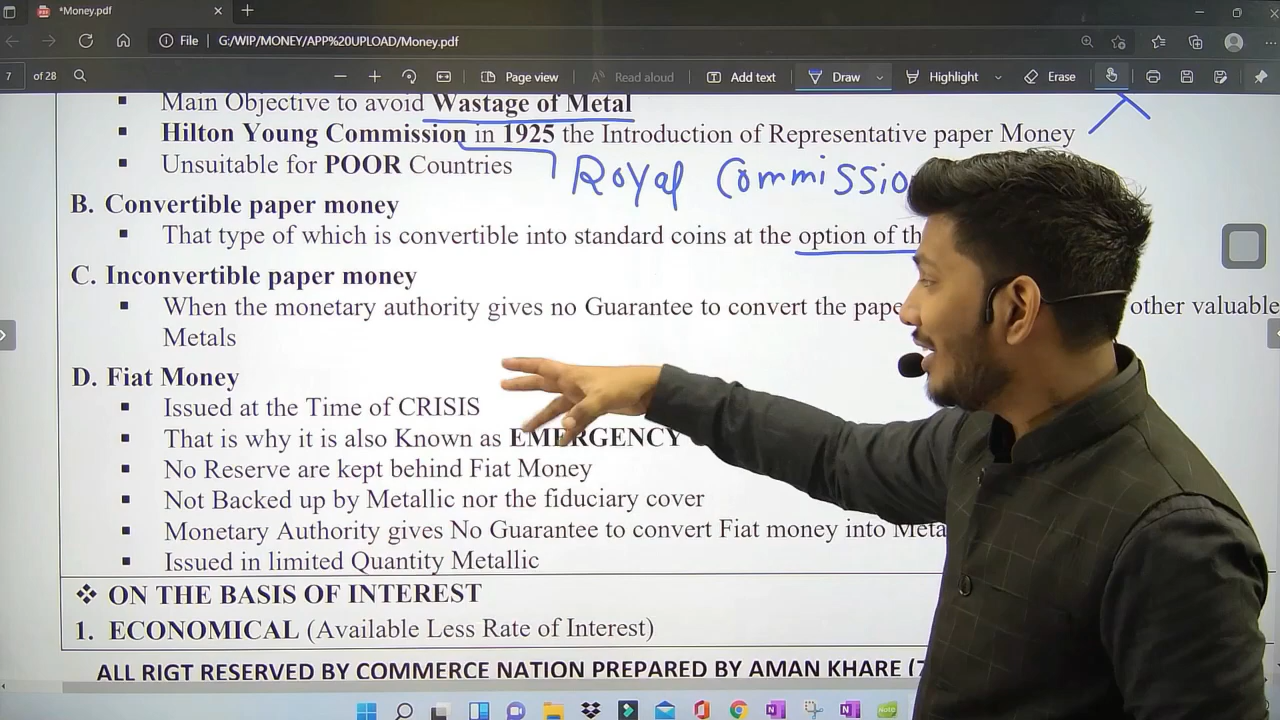 *Money.pdf
File G:/WIP/MONEY/APP%20UPLOAD/Money.pdf
7 of 28 Page view Read aloud Add text Draw Highlight Erase
▪ Main Objective to avoid Wastage of Metal
▪ Hilton Young Commission in 1925 the Introduction of Representative paper Money
▪ Unsuitable for POOR Countries
Royal Commissio
B. Convertible paper money
▪ That type of which is convertible into standard coins at the option of th
C. Inconvertible paper money
▪ When the monetary authority gives no Guarantee to convert the pape other valuable
Metals
D. Fiat Money
▪ Issued at the Time of CRISIS
▪ That is why it is also Known as EMERGENCY
▪ No Reserve are kept behind Fiat Money
▪ Not Backed up by Metallic nor the fiduciary cover
▪ Monetary Authority gives No Guarantee to convert Fiat money into Meta
▪ Issued in limited Quantity Metallic
❖ ON THE BASIS OF INTEREST
1. ECONOMICAL (Available Less Rate of Interest)
ALL RIGT RESERVED BY COMMERCE NATION PREPARED BY AMAN KHARE (7